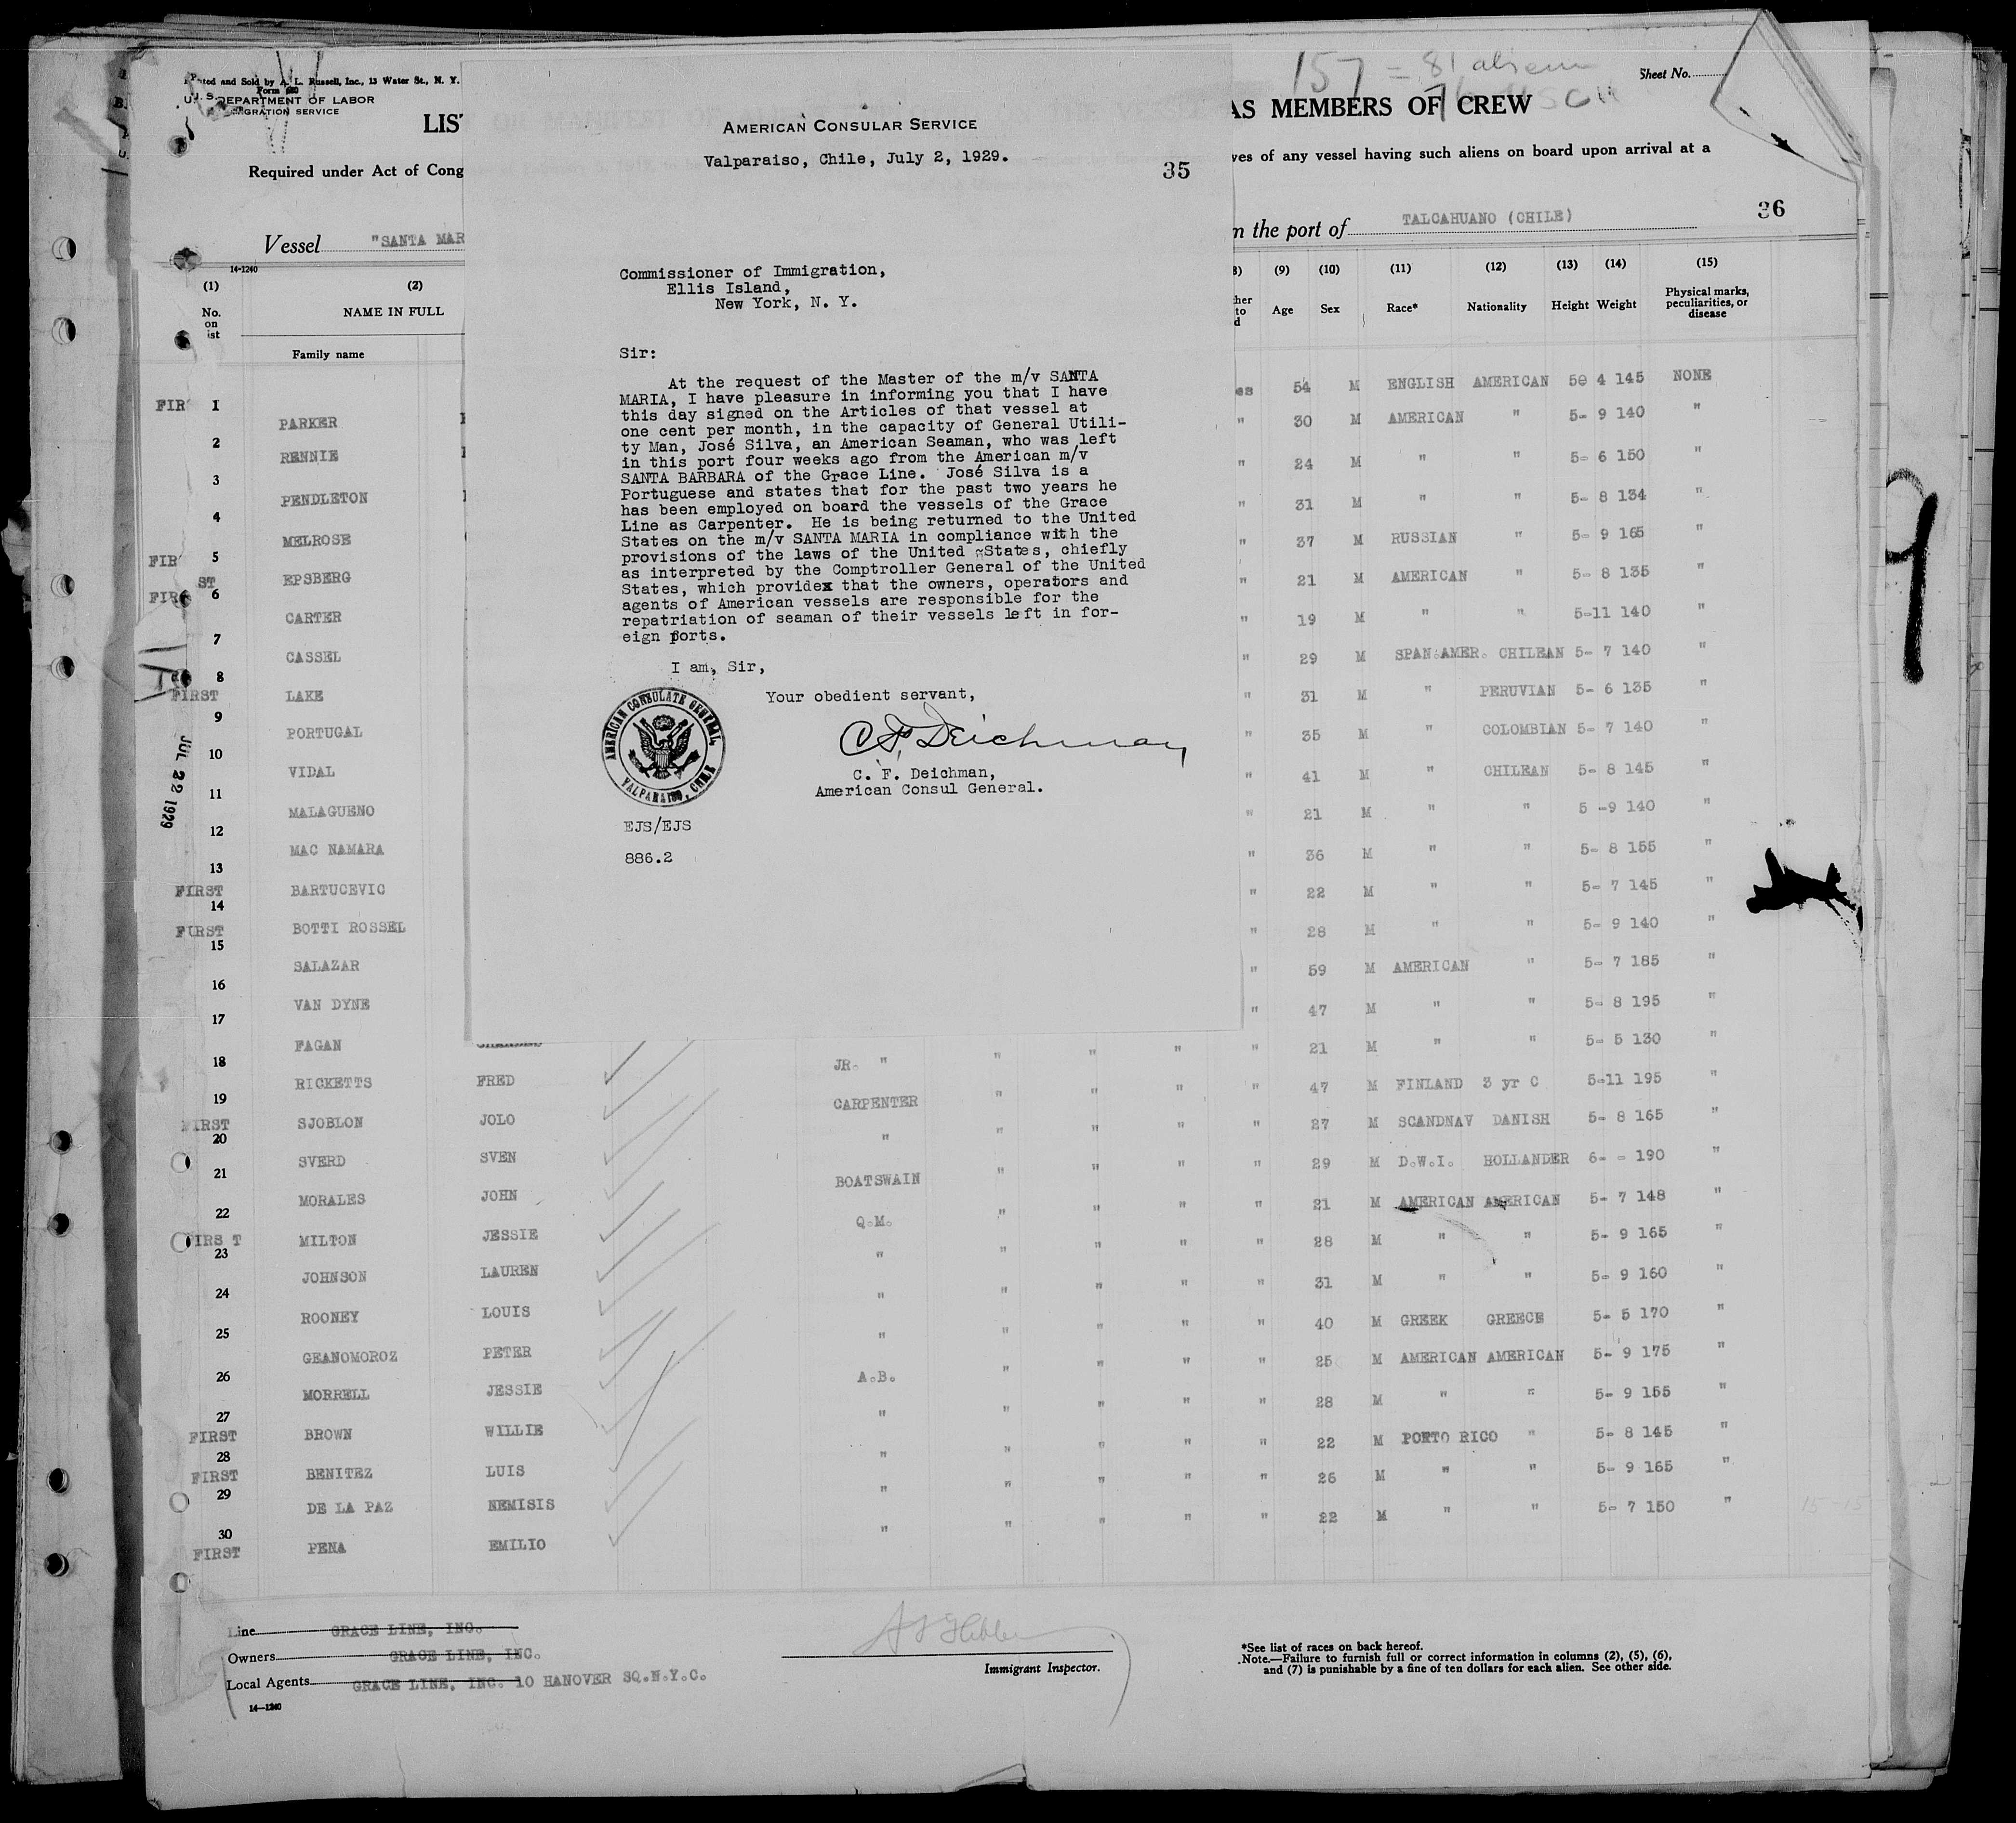 Printed and Sold by A. L. Russell, Inc., 13 Water St., N. Y.
Form
U. S. DEPARTMENT OF LABOR
IMMIGRATION SERVICE
157 = 81
Sheet No.
LIST
AS MEMBERS OF CREW
Required under Act of Cong
ves of any vessel having such aliens on board upon arrival at a
36
Vessel "SANTA MAR
m the port of TALCAHUANO (CHILE)
14-1240
(1) (2) (9) (10) (11) (12) (13) (14) (15)
No. on list NAME IN FULL Age Sex Race* Nationality Height Weight Physical marks, peculiarities, or disease
Family name
AMERICAN CONSULAR SERVICE
Valparaiso, Chile, July 2, 1929.
35
Commissioner of Immigration,
Ellis Island,
New York, N. Y.
Sir:
At the request of the Master of the m/v SANTA
MARIA, I have pleasure in informing you that I have
this day signed on the Articles of that vessel at
one cent per month, in the capacity of General Utili-
ty Man, José Silva, an American Seaman, who was left
in this port four weeks ago from the American m/v
SANTA BARBARA of the Grace Line. José Silva is a
Portuguese and states that for the past two years he
has been employed on board the vessels of the Grace
Line as Carpenter. He is being returned to the United
States on the m/v SANTA MARIA in compliance with the
provisions of the laws of the United States, chiefly
as interpreted by the Comptroller General of the United
States, which providex that the owners, operators and
agents of American vessels are responsible for the
repatriation of seaman of their vessels left in for-
eign ports.
I am, Sir,
Your obedient servant,
C. F. Deichman
C. F. Deichman,
American Consul General.
AMERICAN CONSULATE GENERAL,
VALPARAISO, CHILE
EJS/EJS
886.2
JUL 22 1929
es 54 M ENGLISH AMERICAN 5 4 145 NONE
FIR 1 PARKER " 30 M AMERICAN " 5- 9 140 "
2 RENNIE " 24 M " " 5- 6 150 "
3 PENDLETON " 31 M " " 5- 8 134 "
4 MELROSE " 37 M RUSSIAN " 5- 9 165 "
FIR ST 5 EPSBERG " 21 M AMERICAN " 5- 8 135 "
FIRS 6 CARTER " 19 M " " 5-11 140 "
7 CASSEL " 29 M SPAN.AMER. CHILEAN 5- 7 140 "
FIRST 8 LAKE " 31 M " PERUVIAN 5- 6 135 "
9 PORTUGAL " 35 M " COLOMBIAN 5- 7 140 "
10 VIDAL " 41 M " CHILEAN 5- 8 145 "
11 MALAGUENO " 21 M " " 5 -9 140 "
12 MAC NAMARA " 36 M " " 5- 8 155 "
FIRST 13 BARTUCEVIC " 22 M " " 5- 7 145 "
FURST 14 BOTTI ROSSEL " 28 M " " 5- 9 140 "
15 SALAZAR " 59 M AMERICAN " 5- 7 185 "
16 VAN DYNE " 47 M " " 5- 8 195 "
17 FAGAN JR. " " " " " 21 M " " 5- 5 130 "
18 RICKETTS FRED CARPENTER " " " " 47 M FINLAND 3 yr C 5-11 195 "
FIRST 19 SJOBLON JOLO " " " " " 27 M SCANDNAV DANISH 5- 8 165 "
20 SVERD SVEN BOATSWAIN " " " " 29 M D.W.I. HOLLANDER 6- - 190 "
21 MORALES JOHN Q.M. " " " " 21 M AMERICAN AMERICAN 5- 7 148 "
FIRS T 22 MILTON JESSIE " " " " " 28 M " " 5- 9 165 "
23 JOHNSON LAUREN " " " " " 31 M " " 5- 9 160 "
24 ROONEY LOUIS " " " " " 40 M GREEK GREECE 5- 5 170 "
25 GEANOMOROZ PETER A.B. " " " " 25 M AMERICAN AMERICAN 5- 9 175 "
26 MORRELL JESSIE " " " " " 28 M " " 5- 9 155 "
FIRST 27 BROWN WILLIE " " " " " 22 M PORTO RICO " 5- 8 145 "
FIRST 28 BENITEZ LUIS " " " " " 26 M " " 5- 9 165 "
29 DE LA PAZ NEMISIS " " " " " 22 M " " 5- 7 150 "
FIRST 30 PENA EMILIO
Line GRACE LINE, INC.
Owners GRACE LINE, INC.
Local Agents GRACE LINE, INC. 10 HANOVER SQ.N.Y.C.
14-1240
Immigrant Inspector.
*See list of races on back hereof.
Note.—Failure to furnish full or correct information in columns (2), (5), (6),
and (7) is punishable by a fine of ten dollars for each alien. See other side.